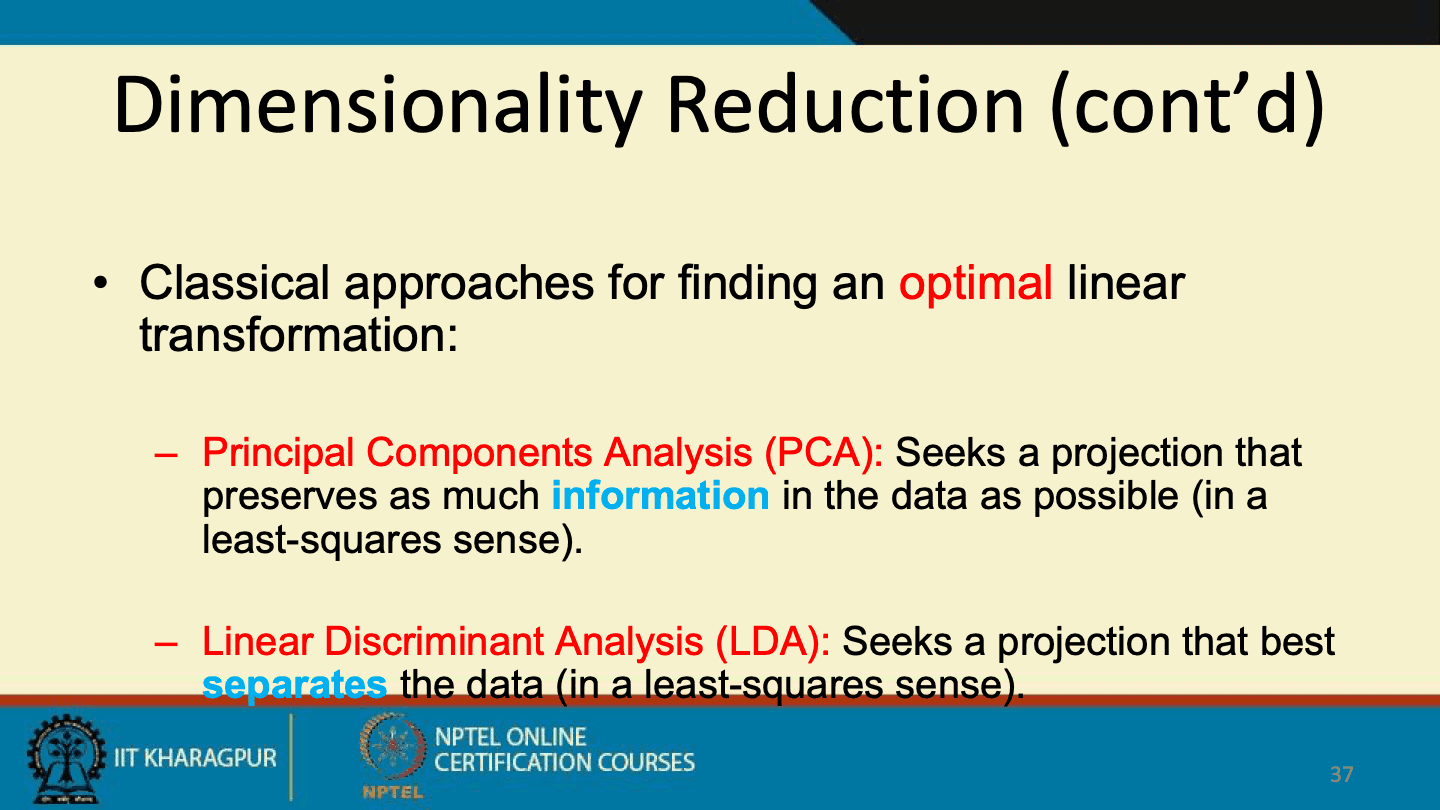 Dimensionality Reduction (cont’d)
• Classical approaches for finding an optimal linear
transformation:
– Principal Components Analysis (PCA): Seeks a projection that
preserves as much information in the data as possible (in a
least-squares sense).
– Linear Discriminant Analysis (LDA): Seeks a projection that best
separates the data (in a least-squares sense).
IIT KHARAGPUR
NPTEL
NPTEL ONLINE
CERTIFICATION COURSES
37